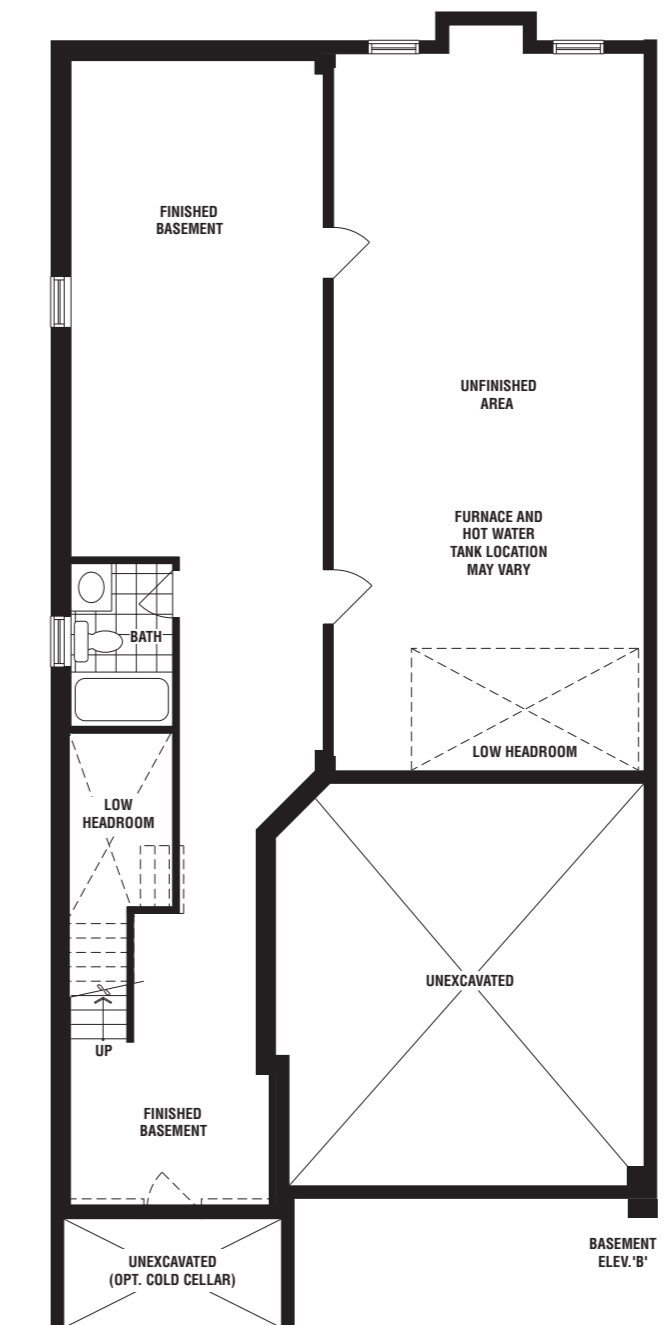 FINISHED
BASEMENT
UNFINISHED
AREA
FURNACE AND
HOT WATER
TANK LOCATION
MAY VARY
BATH
LOW HEADROOM
LOW
HEADROOM
UNEXCAVATED
UP
FINISHED
BASEMENT
BASEMENT
ELEV.'B'
UNEXCAVATED
(OPT. COLD CELLAR)